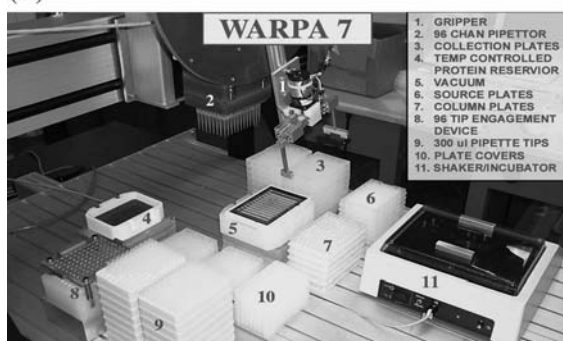 WARPA 7
1. GRIPPER
2. 96 CHAN PIPETTOR
3. COLLECTION PLATES
4. TEMP CONTROLLED
PROTEIN RESERVIOR
5. VACUUM
6. SOURCE PLATES
7. COLUMN PLATES
8. 96 TIP ENGAGEMENT
DEVICE
9. 300 ul PIPETTE TIPS
10. PLATE COVERS
11. SHAKER/INCUBATOR
1
2
3
4
5
6
7
8
9
10
11